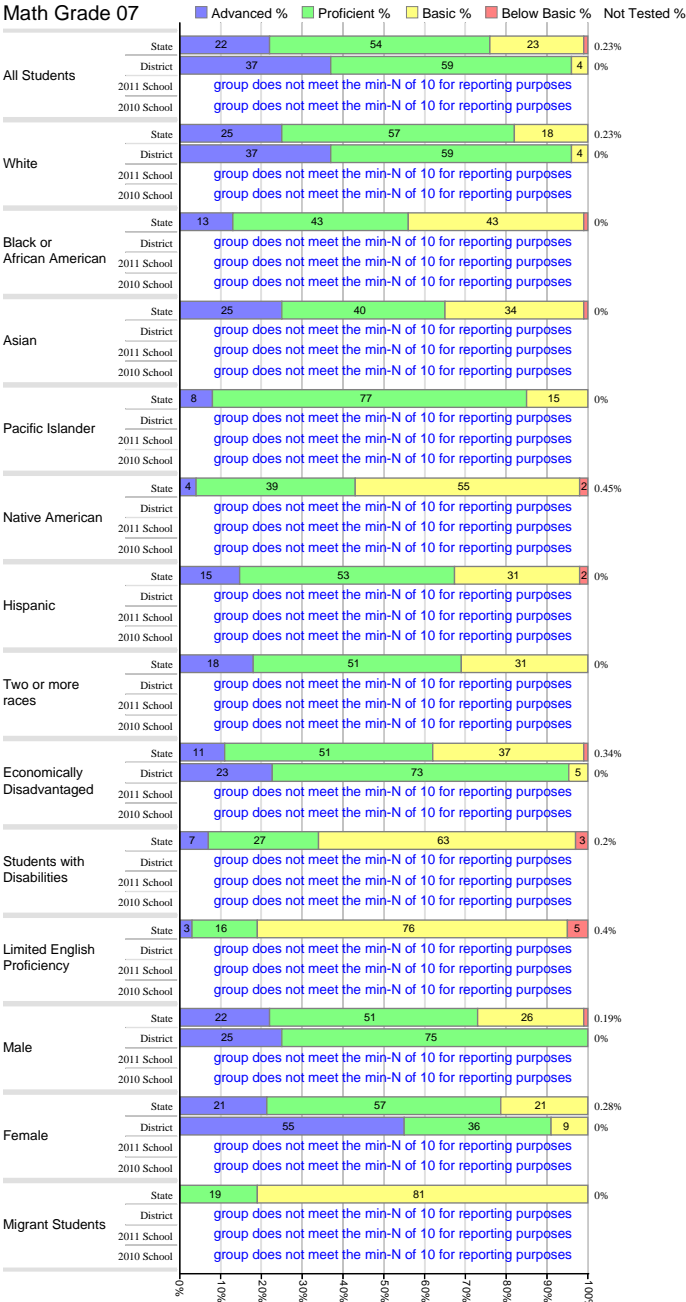 Math Grade 07 Advanced % Proficient % Basic % Below Basic % Not Tested %
All Students
State 22 54 23 0.23%
District 37 59 4 0%
2011 School group does not meet the min-N of 10 for reporting purposes
2010 School group does not meet the min-N of 10 for reporting purposes
White
State 25 57 18 0.23%
District 37 59 4 0%
2011 School group does not meet the min-N of 10 for reporting purposes
2010 School group does not meet the min-N of 10 for reporting purposes
Black or
African American
State 13 43 43 0%
District group does not meet the min-N of 10 for reporting purposes
2011 School group does not meet the min-N of 10 for reporting purposes
2010 School group does not meet the min-N of 10 for reporting purposes
Asian
State 25 40 34 0%
District group does not meet the min-N of 10 for reporting purposes
2011 School group does not meet the min-N of 10 for reporting purposes
2010 School group does not meet the min-N of 10 for reporting purposes
Pacific Islander
State 8 77 15 0%
District group does not meet the min-N of 10 for reporting purposes
2011 School group does not meet the min-N of 10 for reporting purposes
2010 School group does not meet the min-N of 10 for reporting purposes
Native American
State 4 39 55 2 0.45%
District group does not meet the min-N of 10 for reporting purposes
2011 School group does not meet the min-N of 10 for reporting purposes
2010 School group does not meet the min-N of 10 for reporting purposes
Hispanic
State 15 53 31 2 0%
District group does not meet the min-N of 10 for reporting purposes
2011 School group does not meet the min-N of 10 for reporting purposes
2010 School group does not meet the min-N of 10 for reporting purposes
Two or more
races
State 18 51 31 0%
District group does not meet the min-N of 10 for reporting purposes
2011 School group does not meet the min-N of 10 for reporting purposes
2010 School group does not meet the min-N of 10 for reporting purposes
Economically
Disadvantaged
State 11 51 37 0.34%
District 23 73 5 0%
2011 School group does not meet the min-N of 10 for reporting purposes
2010 School group does not meet the min-N of 10 for reporting purposes
Students with
Disabilities
State 7 27 63 3 0.2%
District group does not meet the min-N of 10 for reporting purposes
2011 School group does not meet the min-N of 10 for reporting purposes
2010 School group does not meet the min-N of 10 for reporting purposes
Limited English
Proficiency
State 3 16 76 5 0.4%
District group does not meet the min-N of 10 for reporting purposes
2011 School group does not meet the min-N of 10 for reporting purposes
2010 School group does not meet the min-N of 10 for reporting purposes
Male
State 22 51 26 0.19%
District 25 75 0%
2011 School group does not meet the min-N of 10 for reporting purposes
2010 School group does not meet the min-N of 10 for reporting purposes
Female
State 21 57 21 0.28%
District 55 36 9 0%
2011 School group does not meet the min-N of 10 for reporting purposes
2010 School group does not meet the min-N of 10 for reporting purposes
Migrant Students
State 19 81 0%
District group does not meet the min-N of 10 for reporting purposes
2011 School group does not meet the min-N of 10 for reporting purposes
2010 School group does not meet the min-N of 10 for reporting purposes
0% 10% 20% 30% 40% 50% 60% 70% 80% 90% 100%